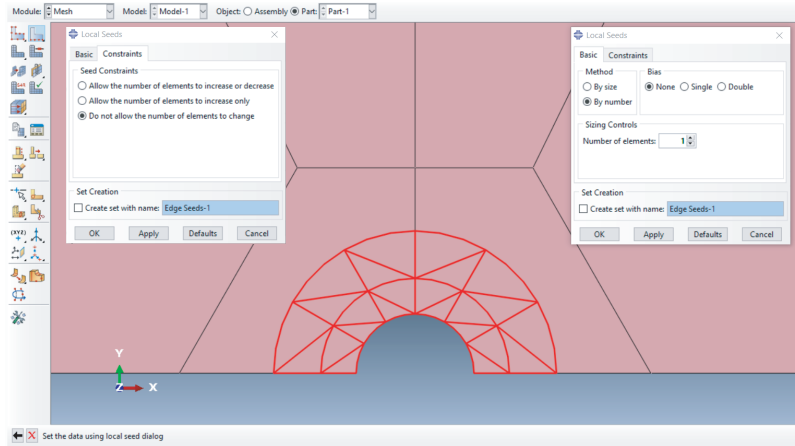 Module: Mesh Model: Model-1 Object: Assembly Part: Part-1
Local Seeds
Basic Constraints
Seed Constraints
Allow the number of elements to increase or decrease
Allow the number of elements to increase only
Do not allow the number of elements to change
Set Creation
Create set with name: Edge Seeds-1
OK Apply Defaults Cancel
Local Seeds
Basic Constraints
Method Bias
By size None Single Double
By number
Sizing Controls
Number of elements: 1
Set Creation
Create set with name: Edge Seeds-1
OK Apply Defaults Cancel
(XYZ)
Y
Z X
Set the data using local seed dialog